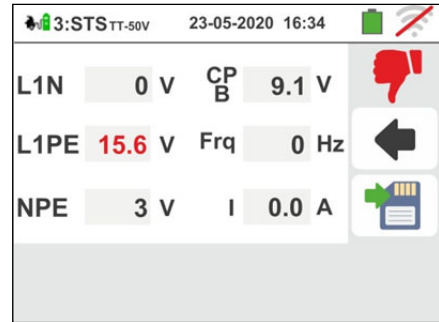 3:STS TT-50V 23-05-2020 16:34
L1N 0 V CP B 9.1 V
L1PE 15.6 V Frq 0 Hz
NPE 3 V I 0.0 A